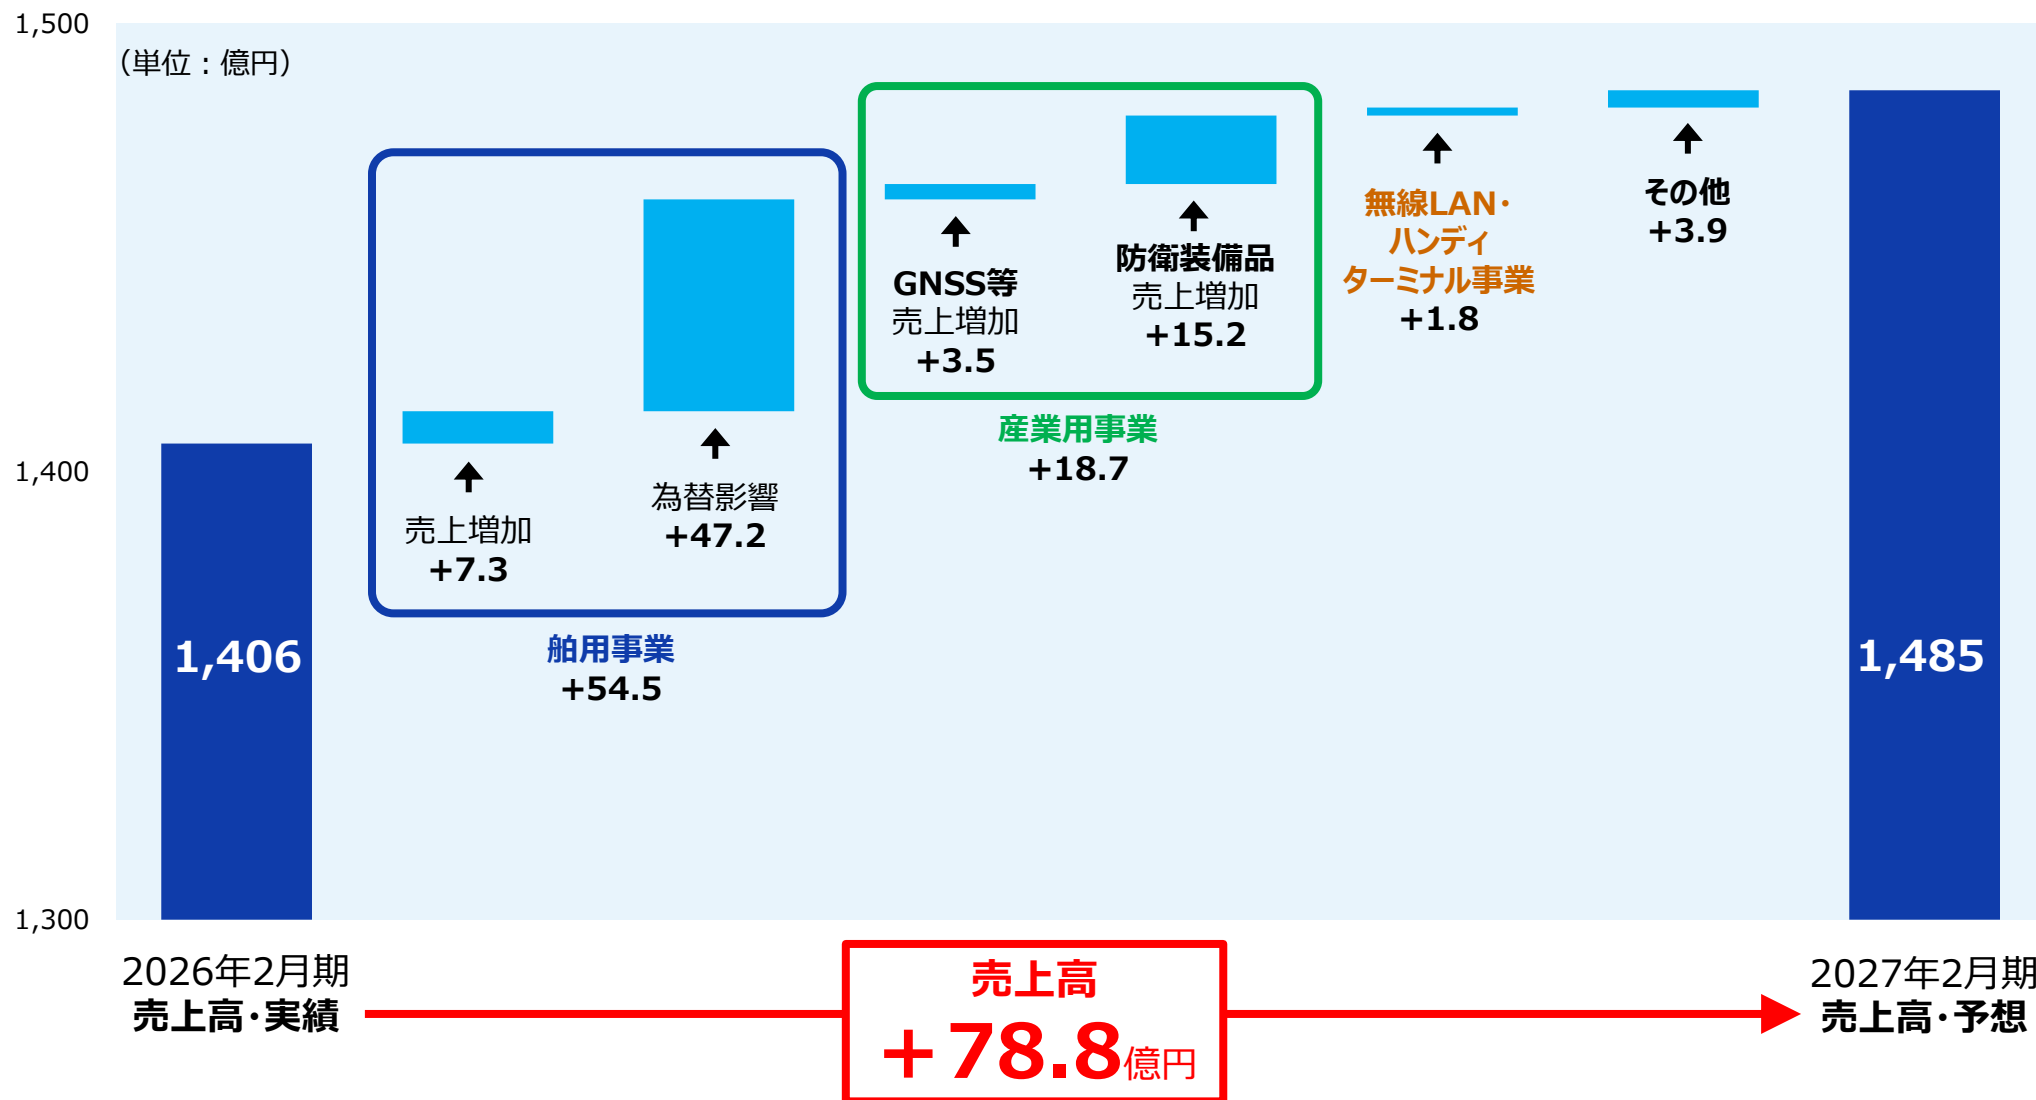 1,500
（単位：億円）
1,400
1,300
1,406
売上増加
+7.3
為替影響
+47.2
舶用事業
+54.5
GNSS等
売上増加
+3.5
防衛装備品
売上増加
+15.2
産業用事業
+18.7
無線LAN・
ハンディ
ターミナル事業
+1.8
その他
+3.9
1,485
2026年2月期
売上高・実績
売上高
＋78.8億円
2027年2月期
売上高・予想